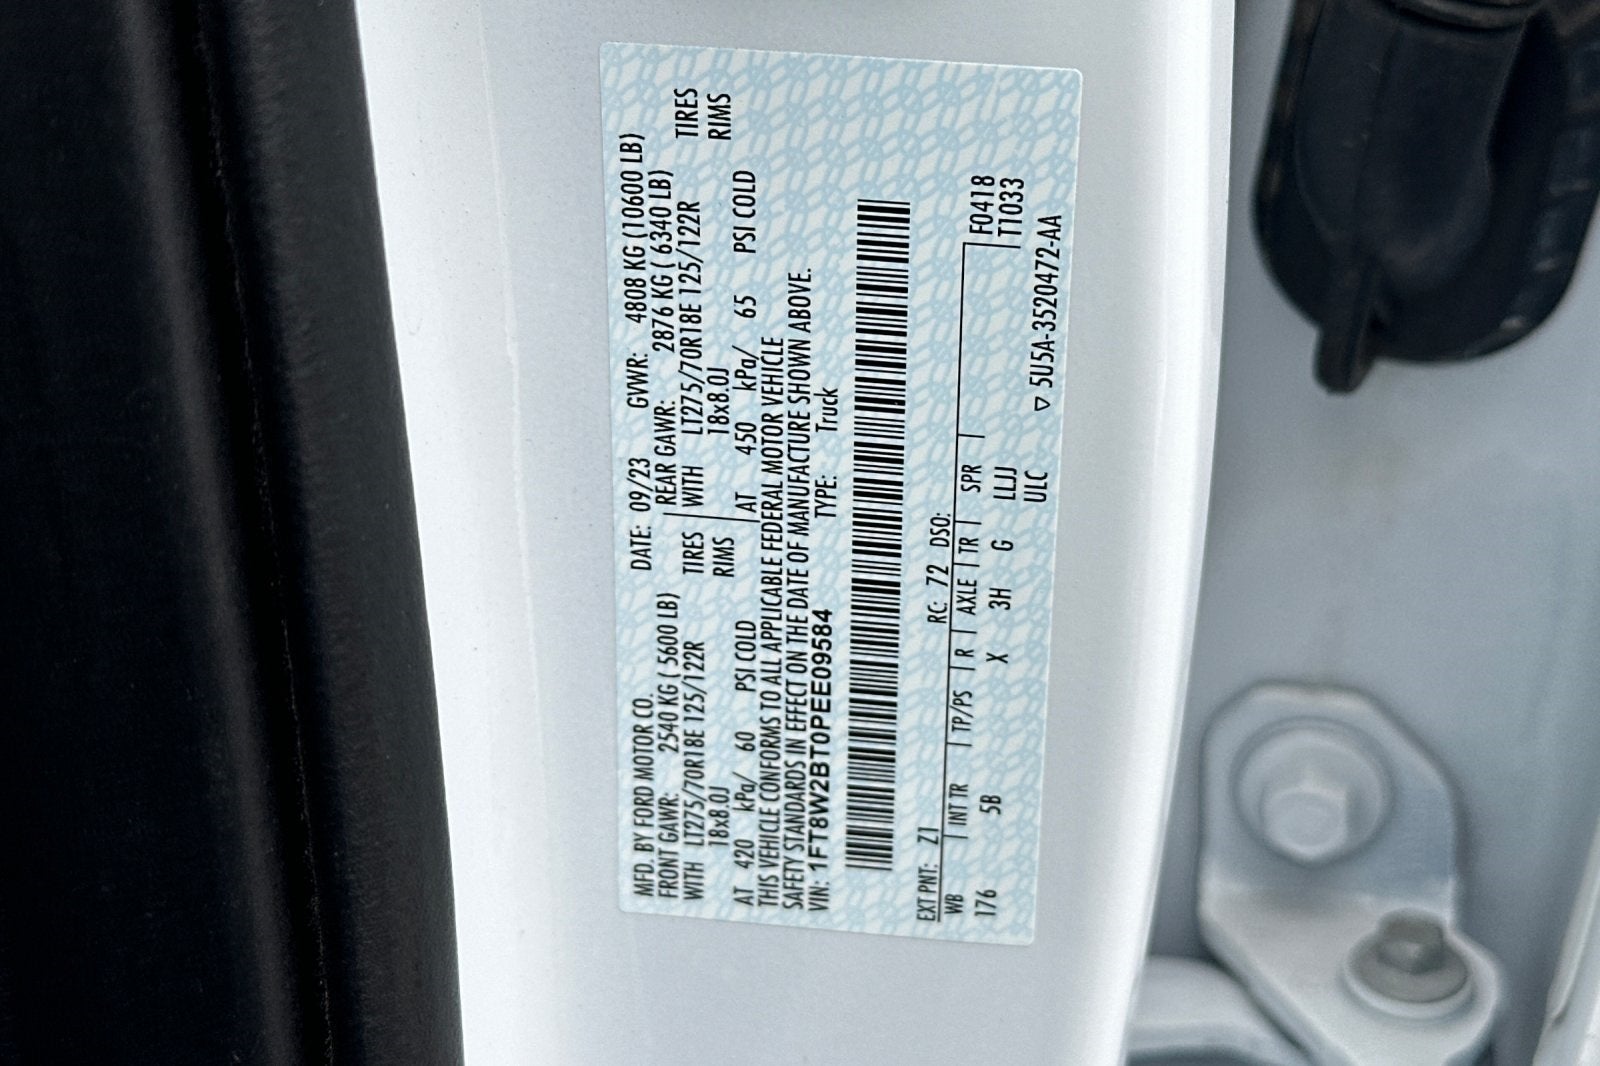 MFD. BY FORD MOTOR CO. DATE: 09/23 GVWR: 4808 KG (10600 LB)
FRONT GAWR: 2540 KG ( 5600 LB) REAR GAWR: 2876 KG ( 6340 LB)
WITH LT275/70R18E 125/122R TIRES WITH LT275/70R18E 125/122R TIRES
18x8.0J RIMS 18x8.0J RIMS
AT 420 kPa/ 60 PSI COLD AT 450 kPa/ 65 PSI COLD
THIS VEHICLE CONFORMS TO ALL APPLICABLE FEDERAL MOTOR VEHICLE
SAFETY STANDARDS IN EFFECT ON THE DATE OF MANUFACTURE SHOWN ABOVE.
VIN: 1FT8W2BT0PEE09584 TYPE: Truck
EXT PNT: Z1 RC: 72 DSO:
WB INT TR TP/PS R AXLE TR SPR F0418
176 5B X 3H G LLJJ T1033
ULC ▽ 5U5A-3520472-AA